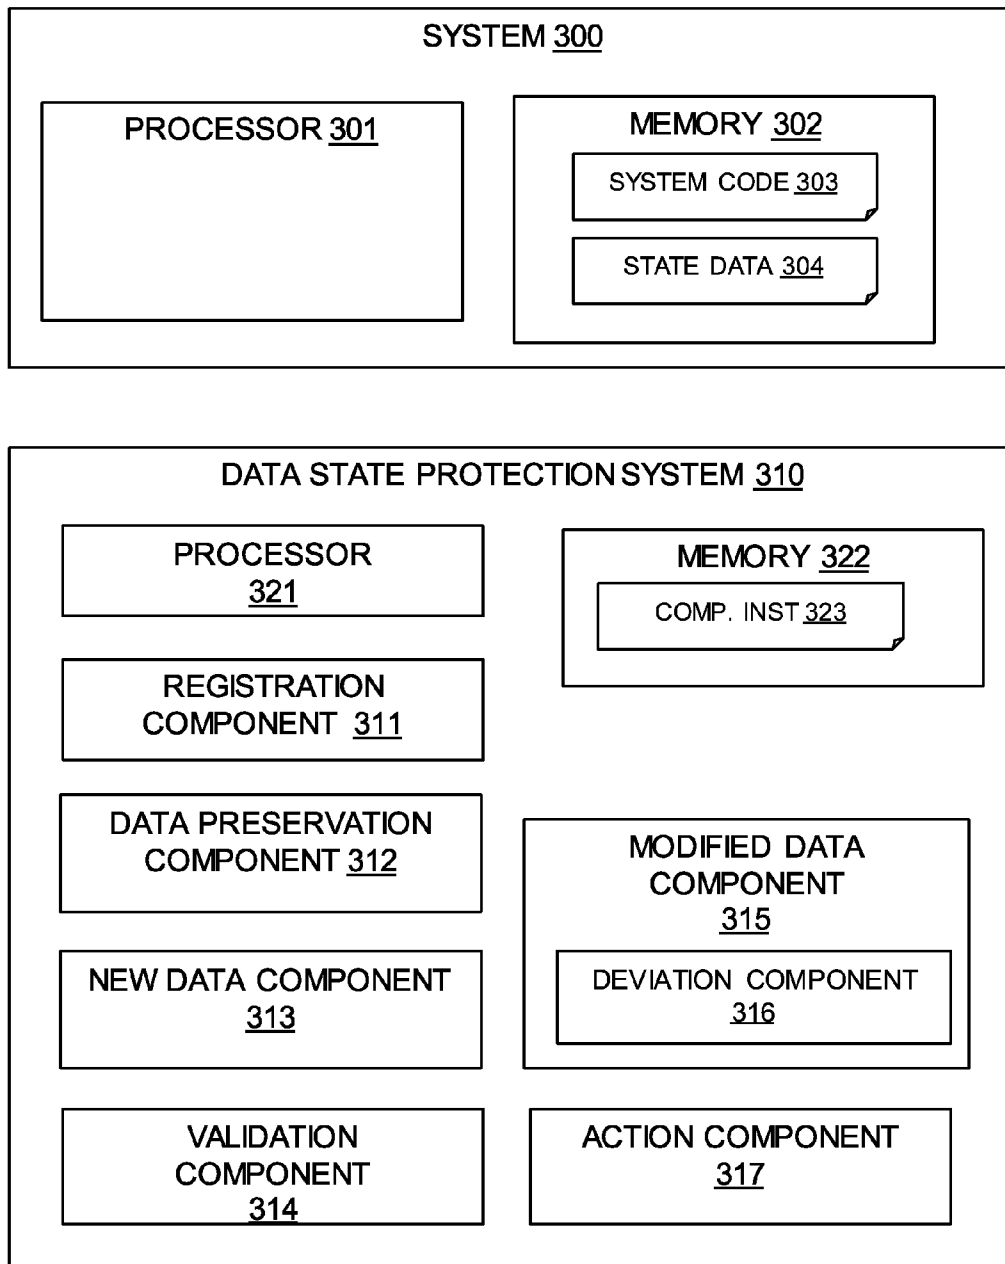 SYSTEM 300
PROCESSOR 301
MEMORY 302
SYSTEM CODE 303
STATE DATA 304
DATA STATE PROTECTION SYSTEM 310
PROCESSOR
321
MEMORY 322
COMP. INST 323
REGISTRATION
COMPONENT 311
DATA PRESERVATION
COMPONENT 312
MODIFIED DATA
COMPONENT
315
DEVIATION COMPONENT
316
NEW DATA COMPONENT
313
VALIDATION
COMPONENT
314
ACTION COMPONENT
317